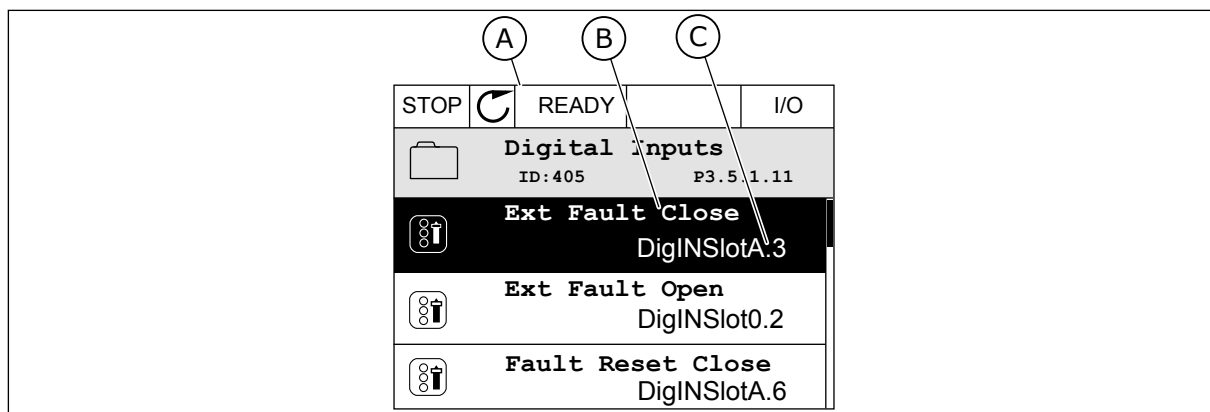 A B C
STOP READY I/O
Digital Inputs
ID:405 P3.5.1.11
Ext Fault Close
DigINSlotA.3
Ext Fault Open
DigINSlot0.2
Fault Reset Close
DigINSlotA.6